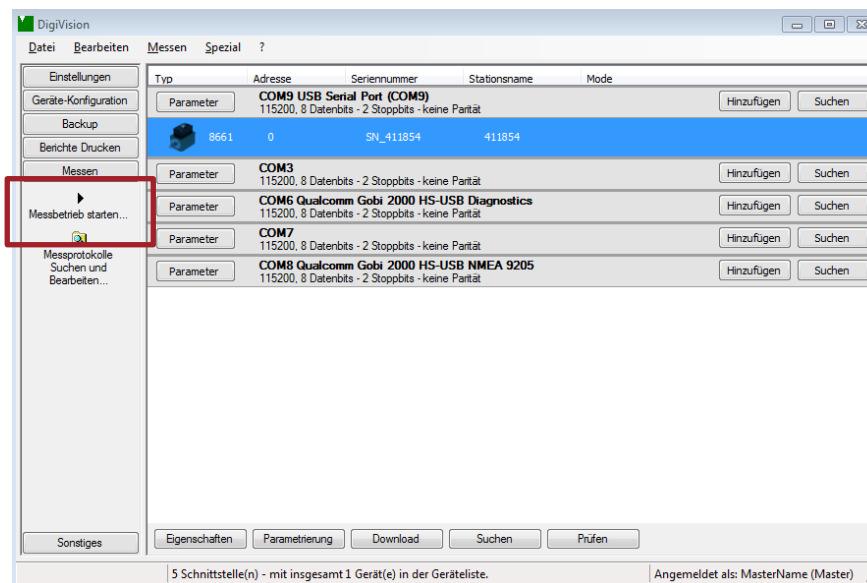 DigiVision
Datei Bearbeiten Messen Spezial ?
Einstellungen
Geräte-Konfiguration
Backup
Berichte Drucken
Messen
Messbetrieb starten...
Messprotokolle
Suchen und
Bearbeiten...
Sonstiges
Typ Adresse Seriennummer Stationsname Mode
Parameter COM9 USB Serial Port (COM9) Hinzufügen Suchen
115200, 8 Datenbits - 2 Stoppbits - keine Parität
8661 0 SN_411854 411854
Parameter COM3 Hinzufügen Suchen
115200, 8 Datenbits - 2 Stoppbits - keine Parität
Parameter COM6 Qualcomm Gobi 2000 HS-USB Diagnostics Hinzufügen Suchen
115200, 8 Datenbits - 2 Stoppbits - keine Parität
Parameter COM7 Hinzufügen Suchen
115200, 8 Datenbits - 2 Stoppbits - keine Parität
Parameter COM8 Qualcomm Gobi 2000 HS-USB NMEA 9205 Hinzufügen Suchen
115200, 8 Datenbits - 2 Stoppbits - keine Parität
Eigenschaften Parametrierung Download Suchen Prüfen
5 Schnittstelle(n) - mit insgesamt 1 Gerät(e) in der Geräteliste. Angemeldet als: MasterName (Master)